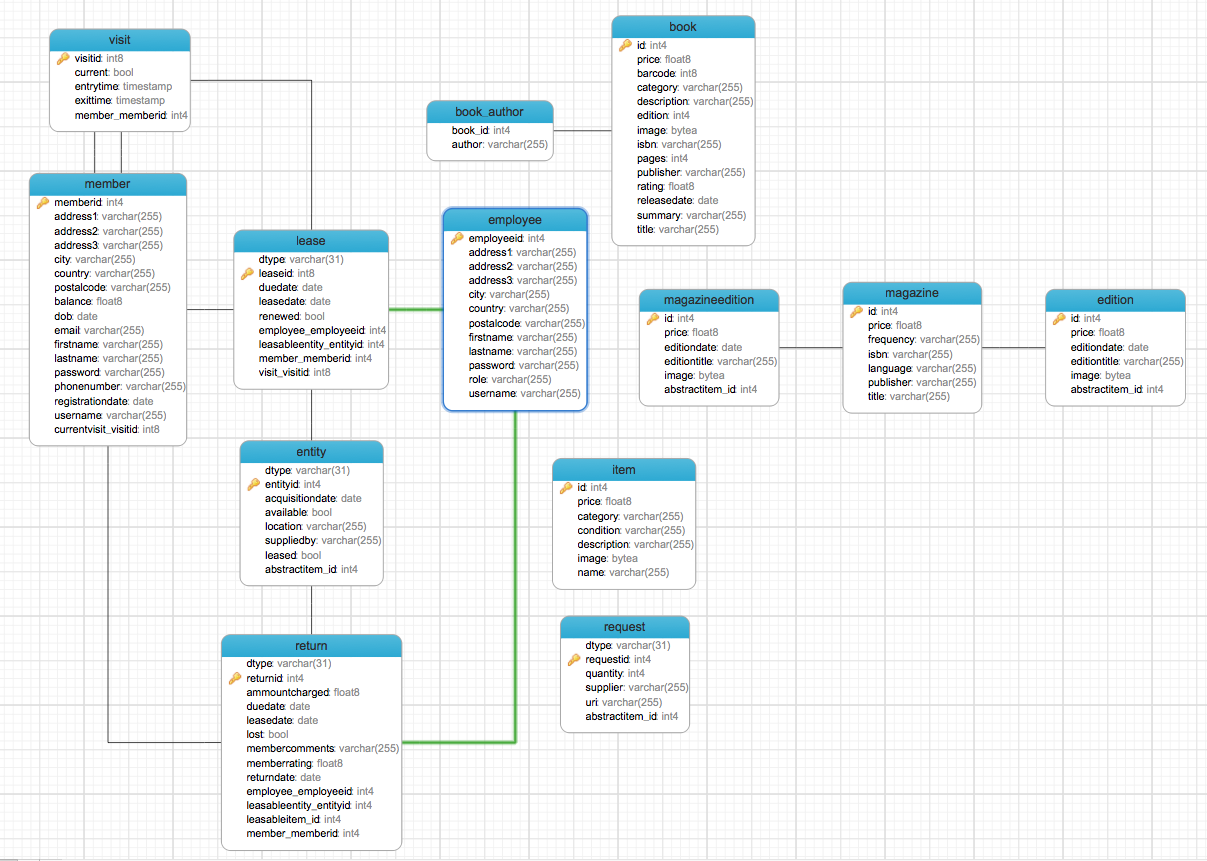 visit
visitid: int8
current: bool
entrytime: timestamp
exittime: timestamp
member_memberid: int4
member
memberid: int4
address1: varchar(255)
address2: varchar(255)
address3: varchar(255)
city: varchar(255)
country: varchar(255)
postalcode: varchar(255)
balance: float8
dob: date
email: varchar(255)
firstname: varchar(255)
lastname: varchar(255)
password: varchar(255)
phonenumber: varchar(255)
registrationdate: date
username: varchar(255)
currentvisit_visitid: int8
lease
dtype: varchar(31)
leaseid: int8
duedate: date
leasedate: date
renewed: bool
employee_employeeid: int4
leasableentity_entityid: int4
member_memberid: int4
visit_visitid: int8
entity
dtype: varchar(31)
entityid: int4
acquisitiondate: date
available: bool
location: varchar(255)
suppliedby: varchar(255)
leased: bool
abstractitem_id: int4
return
dtype: varchar(31)
returnid: int4
ammountcharged: float8
duedate: date
leasedate: date
lost: bool
membercomments: varchar(255)
memberrating: float8
returndate: date
employee_employeeid: int4
leasableentity_entityid: int4
leasableitem_id: int4
member_memberid: int4
book_author
book_id: int4
author: varchar(255)
employee
employeeid: int4
address1: varchar(255)
address2: varchar(255)
address3: varchar(255)
city: varchar(255)
country: varchar(255)
postalcode: varchar(255)
firstname: varchar(255)
lastname: varchar(255)
password: varchar(255)
role: varchar(255)
username: varchar(255)
book
id: int4
price: float8
barcode: int8
category: varchar(255)
description: varchar(255)
edition: int4
image: bytea
isbn: varchar(255)
pages: int4
publisher: varchar(255)
rating: float8
releasedate: date
summary: varchar(255)
title: varchar(255)
magazineedition
id: int4
price: float8
editiondate: date
editiontitle: varchar(255)
image: bytea
abstractitem_id: int4
magazine
id: int4
price: float8
frequency: varchar(255)
isbn: varchar(255)
language: varchar(255)
publisher: varchar(255)
title: varchar(255)
edition
id: int4
price: float8
editiondate: date
editiontitle: varchar(255)
image: bytea
abstractitem_id: int4
item
id: int4
price: float8
category: varchar(255)
condition: varchar(255)
description: varchar(255)
image: bytea
name: varchar(255)
request
dtype: varchar(31)
requestid: int4
quantity: int4
supplier: varchar(255)
uri: varchar(255)
abstractitem_id: int4